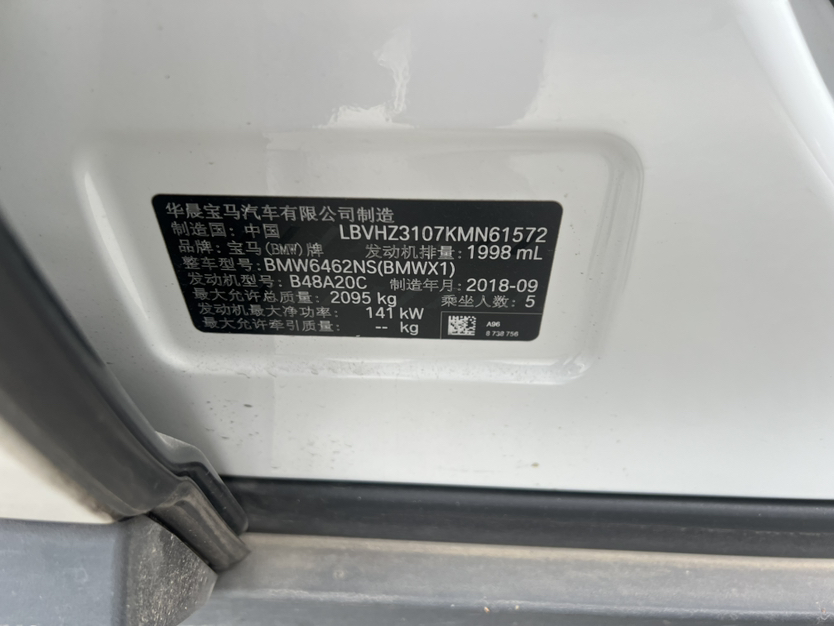 华晨宝马汽车有限公司制造
制造国: 中国 LBVHZ3107KMN61572
品牌: 宝马(BMW)牌 发动机排量: 1998 mL
整车型号: BMW6462NS(BMWX1)
发动机型号: B48A20C 制造年月: 2018-09
最大允许总质量: 2095 kg 乘坐人数: 5
发动机最大净功率: 141 kW
最大允许牵引质量: -- kg
A96
8 738 756